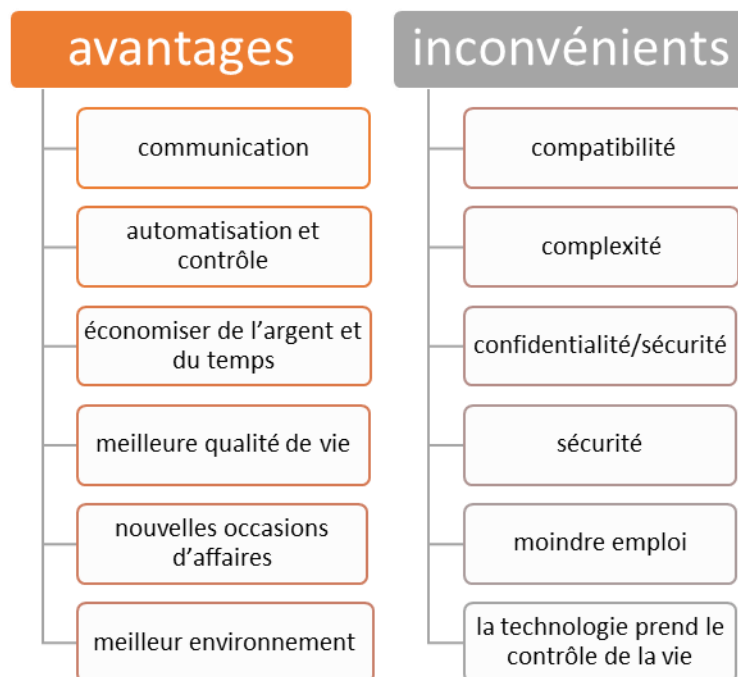 avantages
communication
automatisation et
contrôle
économiser de l’argent et
du temps
meilleure qualité de vie
nouvelles occasions
d’affaires
meilleur environnement
inconvénients
compatibilité
complexité
confidentialité/sécurité
sécurité
moindre emploi
la technologie prend le
contrôle de la vie